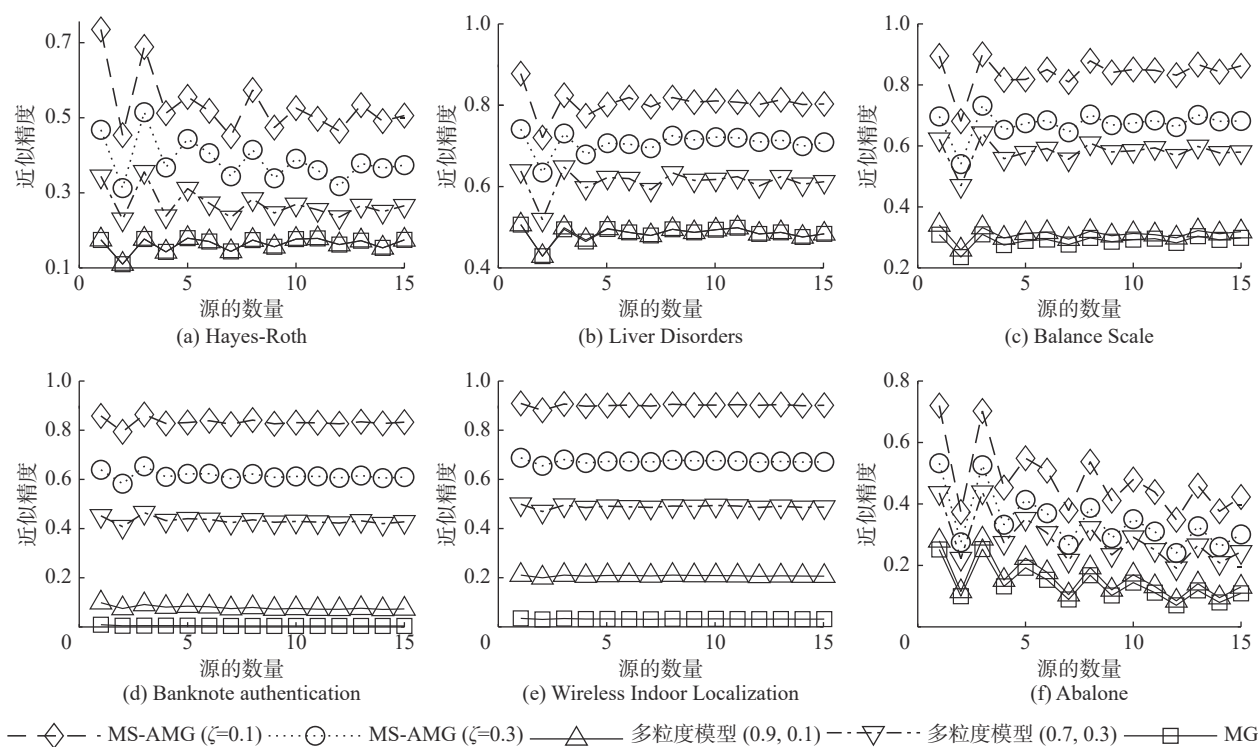 0.7
0.5
0.3
0.1
近似精度
0
5
10
15
源的数量
(a) Hayes-Roth
1.0
0.8
0.6
0.4
近似精度
0
5
10
15
源的数量
(b) Liver Disorders
1.0
0.8
0.6
0.4
0.2
近似精度
0
5
10
15
源的数量
(c) Balance Scale
1.0
0.8
0.6
0.4
0.2
近似精度
0
5
10
15
源的数量
(d) Banknote authentication
1.0
0.8
0.6
0.4
0.2
近似精度
0
5
10
15
源的数量
(e) Wireless Indoor Localization
0.8
0.6
0.4
0.2
近似精度
0
5
10
15
源的数量
(f) Abalone
MS-AMG (ζ=0.1) MS-AMG (ζ=0.3) 多粒度模型 (0.9, 0.1) 多粒度模型 (0.7, 0.3) MG